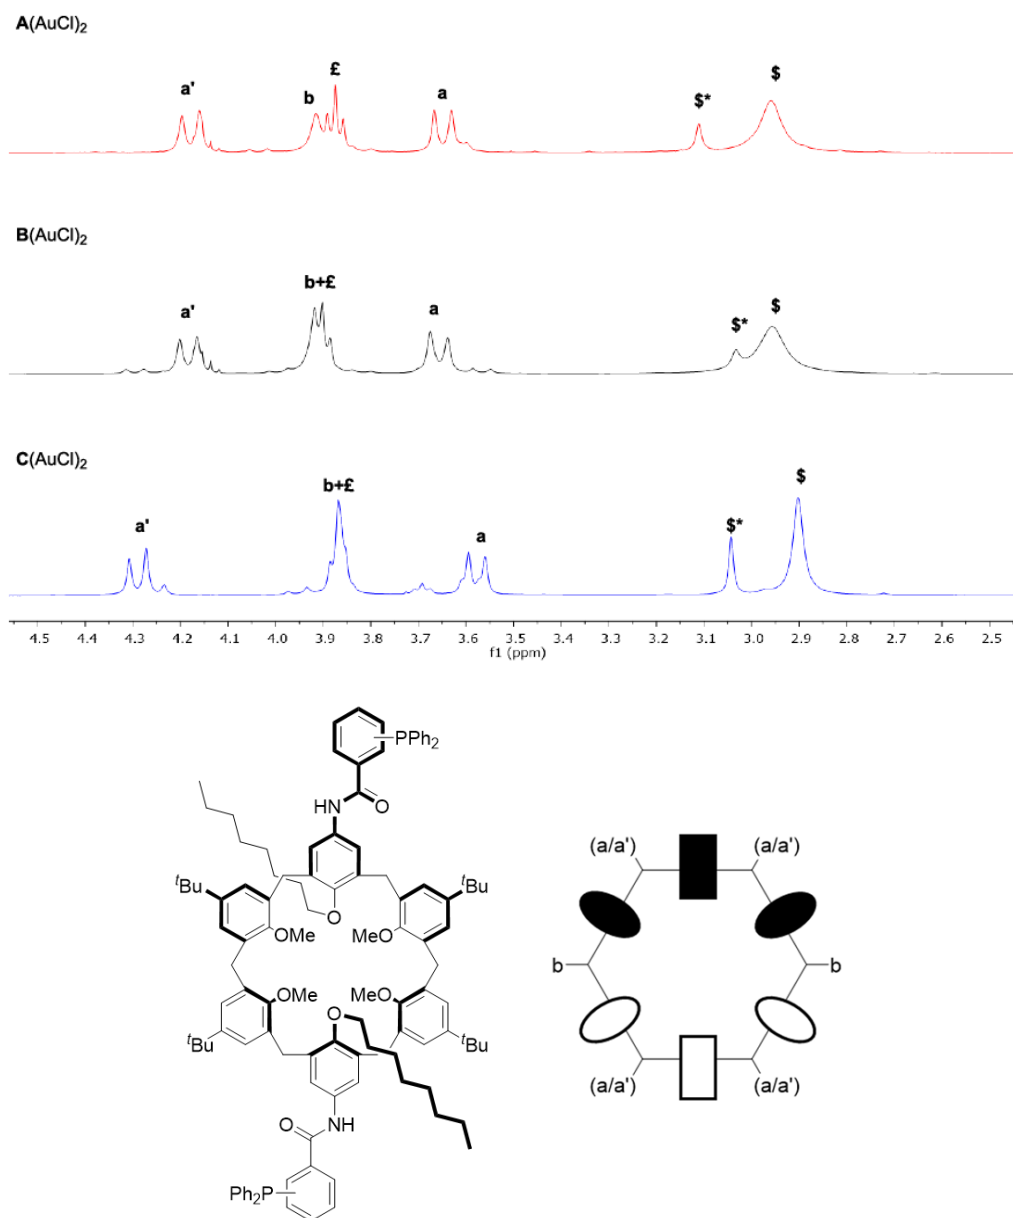 A(AuCl)2
a'
b
£
a
$*
$
B(AuCl)2
a'
b+£
a
$*
$
C(AuCl)2
a'
b+£
a
$*
$
4.5 4.4 4.3 4.2 4.1 4.0 3.9 3.8 3.7 3.6 3.5 3.4 3.3 3.2 3.1 3.0 2.9 2.8 2.7 2.6 2.5
f1 (ppm)
PPh2
HN
O
tBu
tBu
O
OMe
MeO
OMe
MeO
O
tBu
tBu
O
NH
Ph2P
(a/a')
(a/a')
b
b
(a/a')
(a/a')